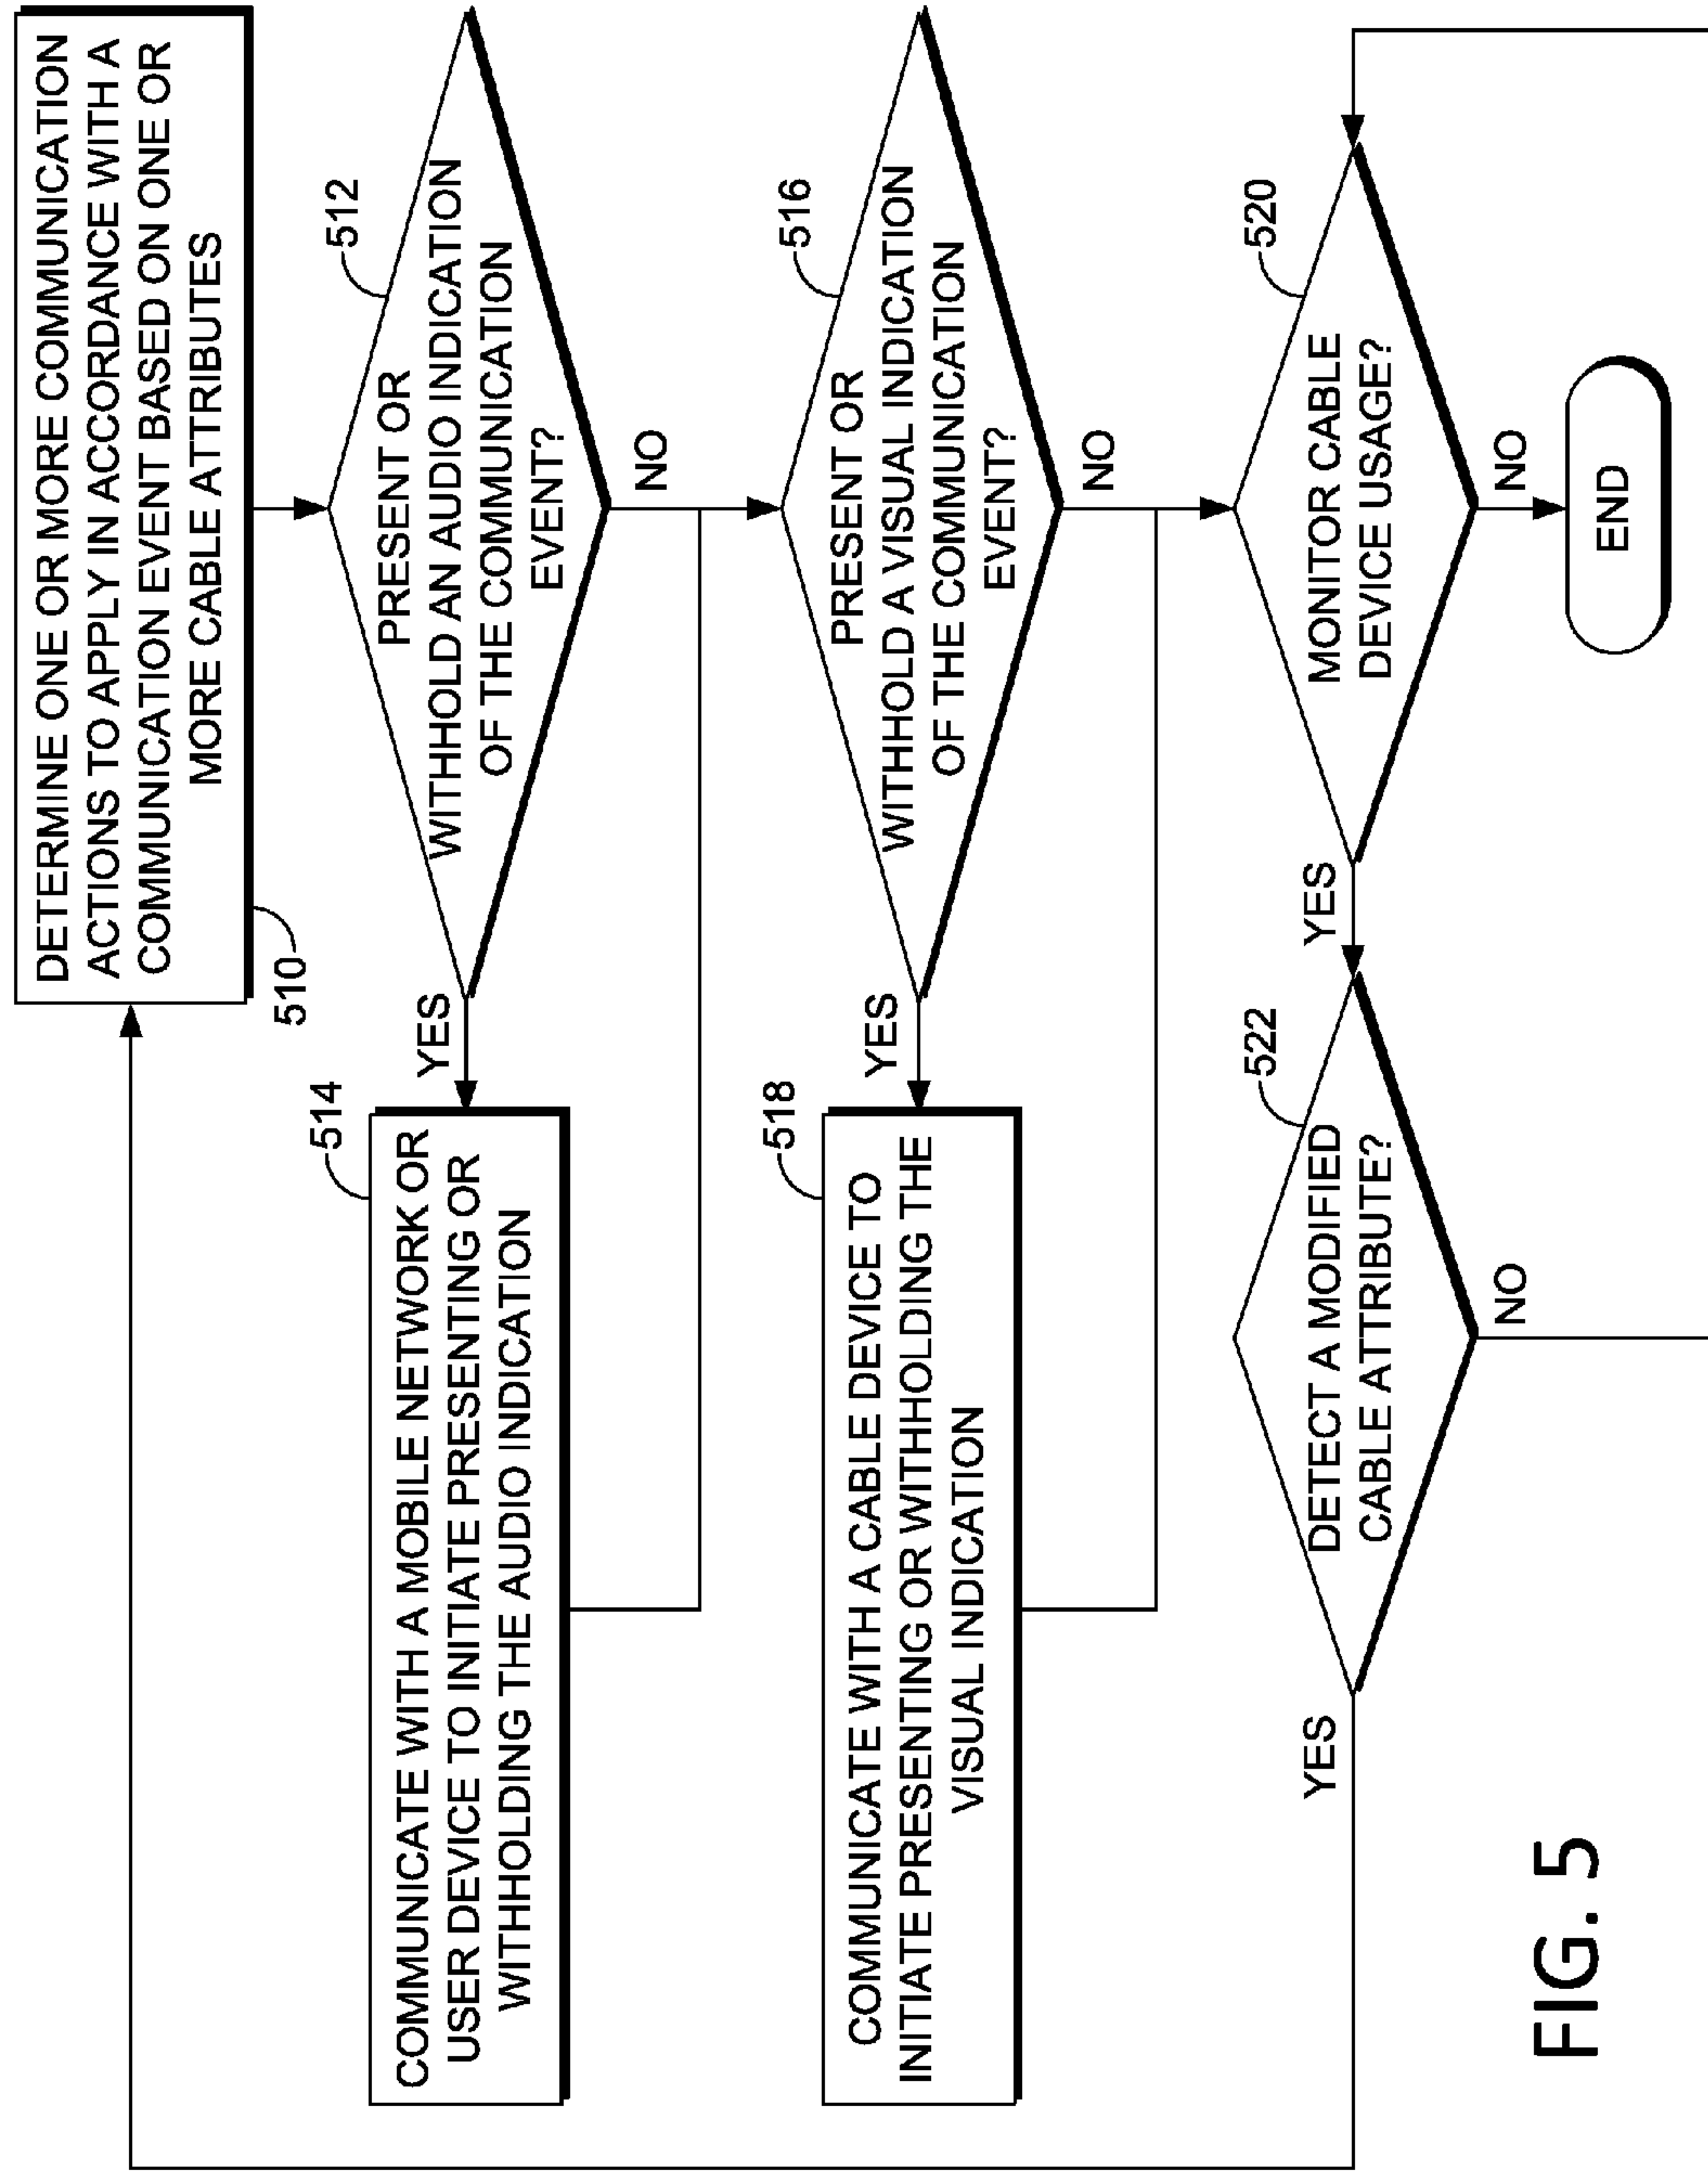 DETERMINE ONE OR MORE COMMUNICATION
ACTIONS TO APPLY IN ACCORDANCE WITH A
COMMUNICATION EVENT BASED ON ONE OR
MORE CABLE ATTRIBUTES
510
512
PRESENT OR
WITHHOLD AN AUDIO INDICATION
OF THE COMMUNICATION
EVENT?
YES
NO
514
COMMUNICATE WITH A MOBILE NETWORK OR
USER DEVICE TO INITIATE PRESENTING OR
WITHHOLDING THE AUDIO INDICATION
516
PRESENT OR
WITHHOLD A VISUAL INDICATION
OF THE COMMUNICATION
EVENT?
YES
NO
518
COMMUNICATE WITH A CABLE DEVICE TO
INITIATE PRESENTING OR WITHHOLDING THE
VISUAL INDICATION
520
MONITOR CABLE
DEVICE USAGE?
YES
NO
522
DETECT A MODIFIED
CABLE ATTRIBUTE?
YES
NO
END
FIG. 5